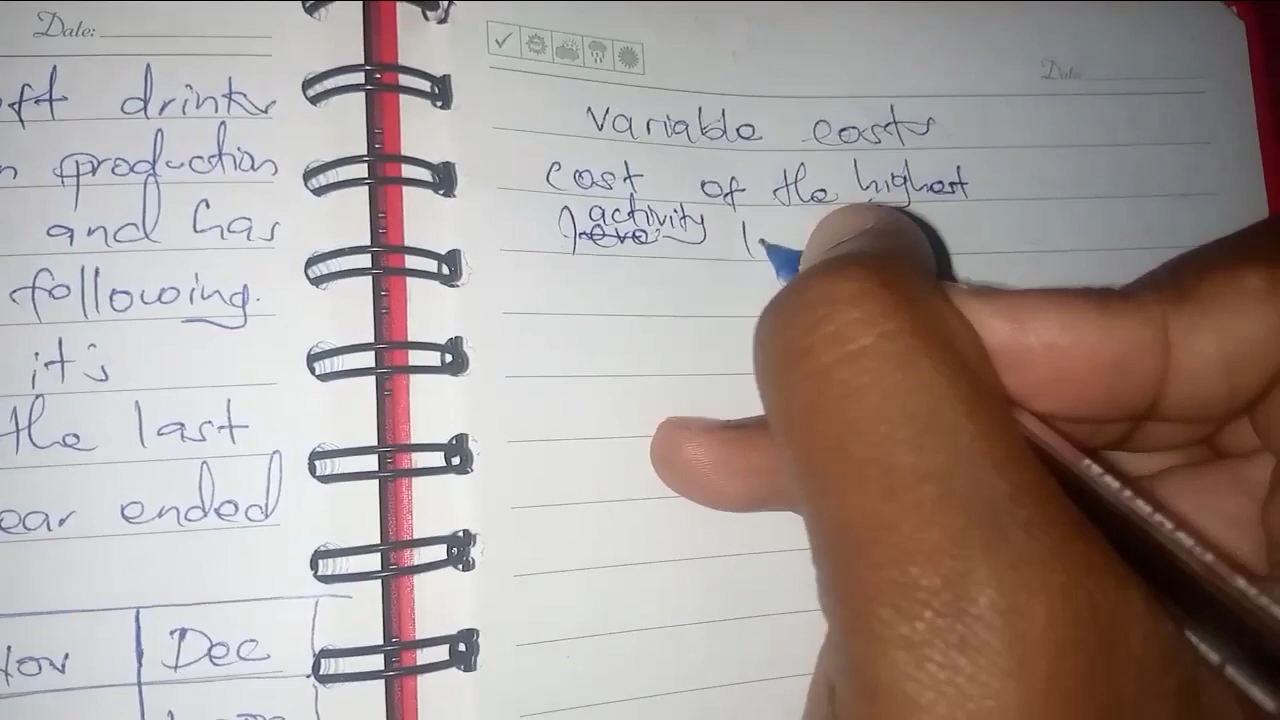 Date:
oft drinks
n production
and has
following.
it's
the last
ear ended
Nov Dec
Date
Variable costs
cost of the highest
activity